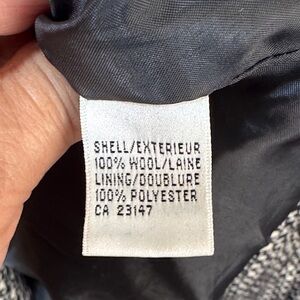 SHELL/EXTERIEUR
100% WOOL/LAINE
LINING/DOUBLURE
100% POLYESTER
CA 23147